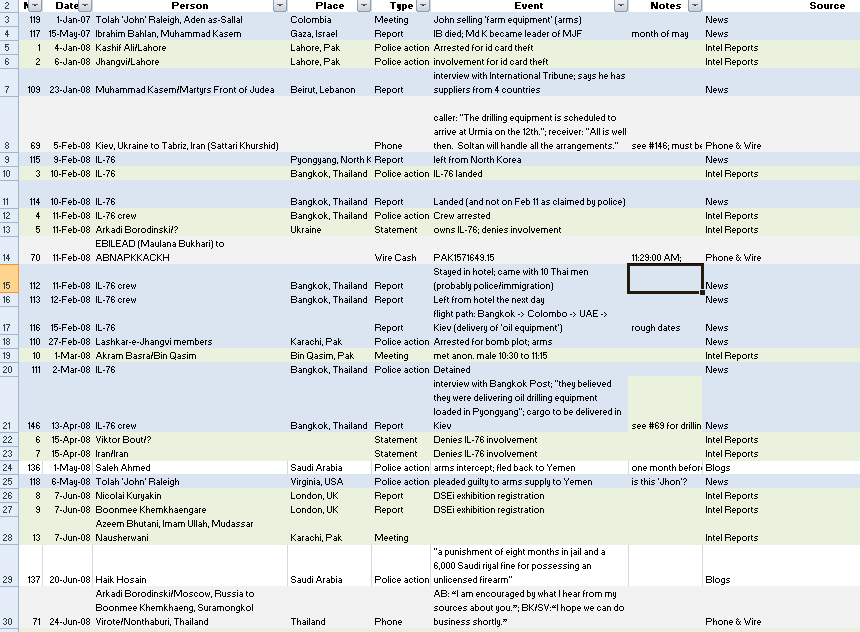 2 N Date Person Place Type Event Notes Source
3 119 1-Jan-07 Tolah 'John' Raleigh, Aden as-Sallal Colombia Meeting John selling 'farm equipment' (arms) News
4 117 15-May-07 Ibrahim Bahlan, Muhammad Kasem Gaza, Israel Report IB died; Md K became leader of MJF month of may News
5 1 4-Jan-08 Kashif Ali/Lahore Lahore, Pak Police action Arrested for id card theft Intel Reports
6 2 6-Jan-08 Jhangvi/Lahore Lahore, Pak Police action involvement for id card theft Intel Reports
interview with International Tribune; says he has
7 109 23-Jan-08 Muhammad Kasem/Martyrs Front of Judea Beirut, Lebanon Report suppliers from 4 countries News
caller: "The drilling equipment is scheduled to
arrive at Urmia on the 12th."; receiver: "All is well
8 69 5-Feb-08 Kiev, Ukraine to Tabriz, Iran (Sattari Khurshid) Phone then. Soltan will handle all the arrangements." see #146; must be Phone & Wire
9 115 9-Feb-08 IL-76 Pyongyang, North K Report left from North Korea News
10 3 10-Feb-08 IL-76 Bangkok, Thailand Police action IL-76 landed Intel Reports
11 114 10-Feb-08 IL-76 Bangkok, Thailand Report Landed (and not on Feb 11 as claimed by police) News
12 4 11-Feb-08 IL-76 crew Bangkok, Thailand Police action Crew arrested Intel Reports
13 5 11-Feb-08 Arkadi Borodinski/? Ukraine Statement owns IL-76; denies involvement Intel Reports
EBILEAD (Maulana Bukhari) to
14 70 11-Feb-08 ABNAPKKACKH Wire Cash PAK1571649.15 11:29:00 AM; Phone & Wire
Stayed in hotel; came with 10 Thai men
15 112 11-Feb-08 IL-76 crew Bangkok, Thailand Report (probably police/immigration) News
16 113 12-Feb-08 IL-76 crew Bangkok, Thailand Report Left from hotel the next day News
flight path: Bangkok -> Colombo -> UAE ->
17 116 15-Feb-08 IL-76 Report Kiev (delivery of 'oil equipment') rough dates News
18 110 27-Feb-08 Lashkar-e-Jhangvi members Karachi, Pak Police action Arrested for bomb plot; arms News
19 10 1-Mar-08 Akram Basra/Bin Qasim Bin Qasim, Pak Meeting met anon. male 10:30 to 11:15 Intel Reports
20 111 2-Mar-08 IL-76 Bangkok, Thailand Police action Detained News
interview with Bangkok Post; "they believed
they were delivering oil drilling equipment
loaded in Pyongyang"; cargo to be delivered in
21 146 13-Apr-08 IL-76 crew Bangkok, Thailand Report Kiev see #69 for drillin News
22 6 15-Apr-08 Viktor Bout/? Statement Denies IL-76 involvement Intel Reports
23 7 15-Apr-08 Iran/Iran Statement Denies IL-76 involvement Intel Reports
24 136 1-May-08 Saleh Ahmed Saudi Arabia Police action arms intercept; fled back to Yemen one month before Blogs
25 118 6-May-08 Tolah 'John' Raleigh Virginia, USA Police action pleaded guilty to arms supply to Yemen is this 'Jhon'? News
26 8 7-Jun-08 Nicolai Kuryakin London, UK Report DSEi exhibition registration Intel Reports
27 9 7-Jun-08 Boonmee Khemkhaengare London, UK Report DSEi exhibition registration Intel Reports
Azeem Bhutani, Imam Ullah, Mudassar
28 13 7-Jun-08 Nausherwani Karachi, Pak Meeting Intel Reports
"a punishment of eight months in jail and a
6,000 Saudi riyal fine for possessing an
29 137 20-Jun-08 Haik Hosain Saudi Arabia Police action unlicensed firearm" Blogs
Arkadi Borodinski/Moscow, Russia to AB: “I am encouraged by what I hear from my
Boonmee Khemkhaeng, Suramongkol sources about you.”; BK/SV:“I hope we can do
30 71 24-Jun-08 Virote/Nonthaburi, Thailand Thailand Phone business shortly.” Phone & Wire